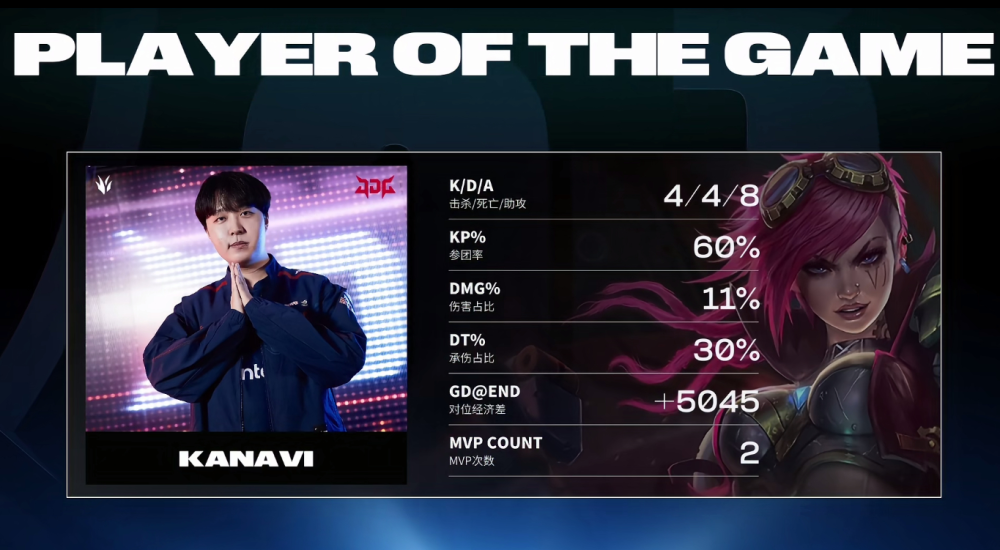 PLAYER OF THE GAME
JDG
K/D/A
击杀/死亡/助攻
4/4/8
KP%
参团率
60%
DMG%
伤害占比
11%
DT%
承伤占比
30%
GD@END
对位经济差
+5045
MVP COUNT
MVP次数
2
inte
KANAVI